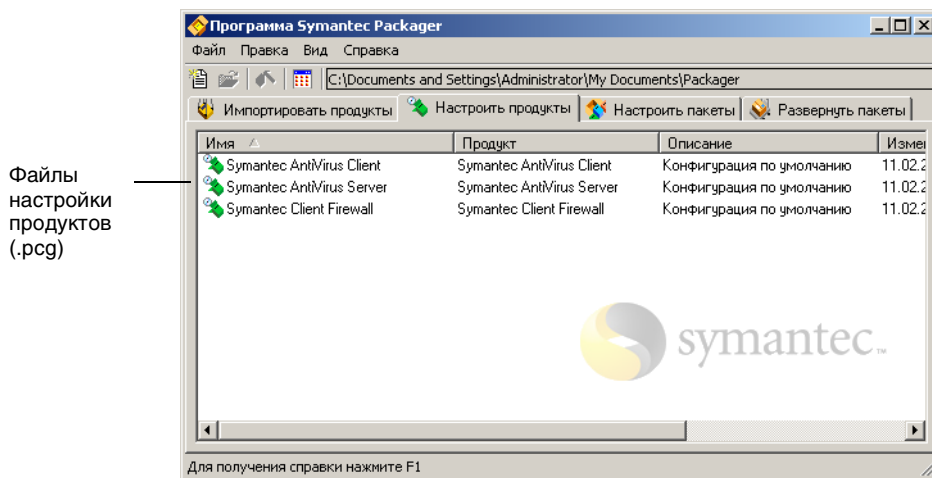 Программа Symantec Packager
Файл Правка Вид Справка
C:\Documents and Settings\Administrator\My Documents\Packager
Импортировать продукты Настроить продукты Настроить пакеты Развернуть пакеты
Имя Продукт Описание Измен
Symantec AntiVirus Client Symantec AntiVirus Client Конфигурация по умолчанию 11.02.2
Symantec AntiVirus Server Symantec AntiVirus Server Конфигурация по умолчанию 11.02.2
Symantec Client Firewall Symantec Client Firewall Конфигурация по умолчанию 11.02.2
Файлы
настройки
продуктов
(.pcg)
symantec™
Для получения справки нажмите F1